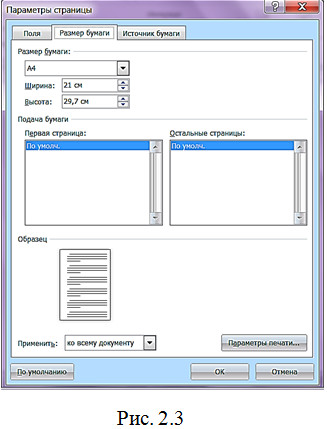 Параметры страницы
Поля Размер бумаги Источник бумаги
Размер бумаги:
A4
Ширина: 21 см
Высота: 29,7 см
Подача бумаги
Первая страница: Остальные страницы:
По умолч. По умолч.
Образец
Применить: ко всему документу Параметры печати...
По умолчанию ОК Отмена
Рис. 2.3